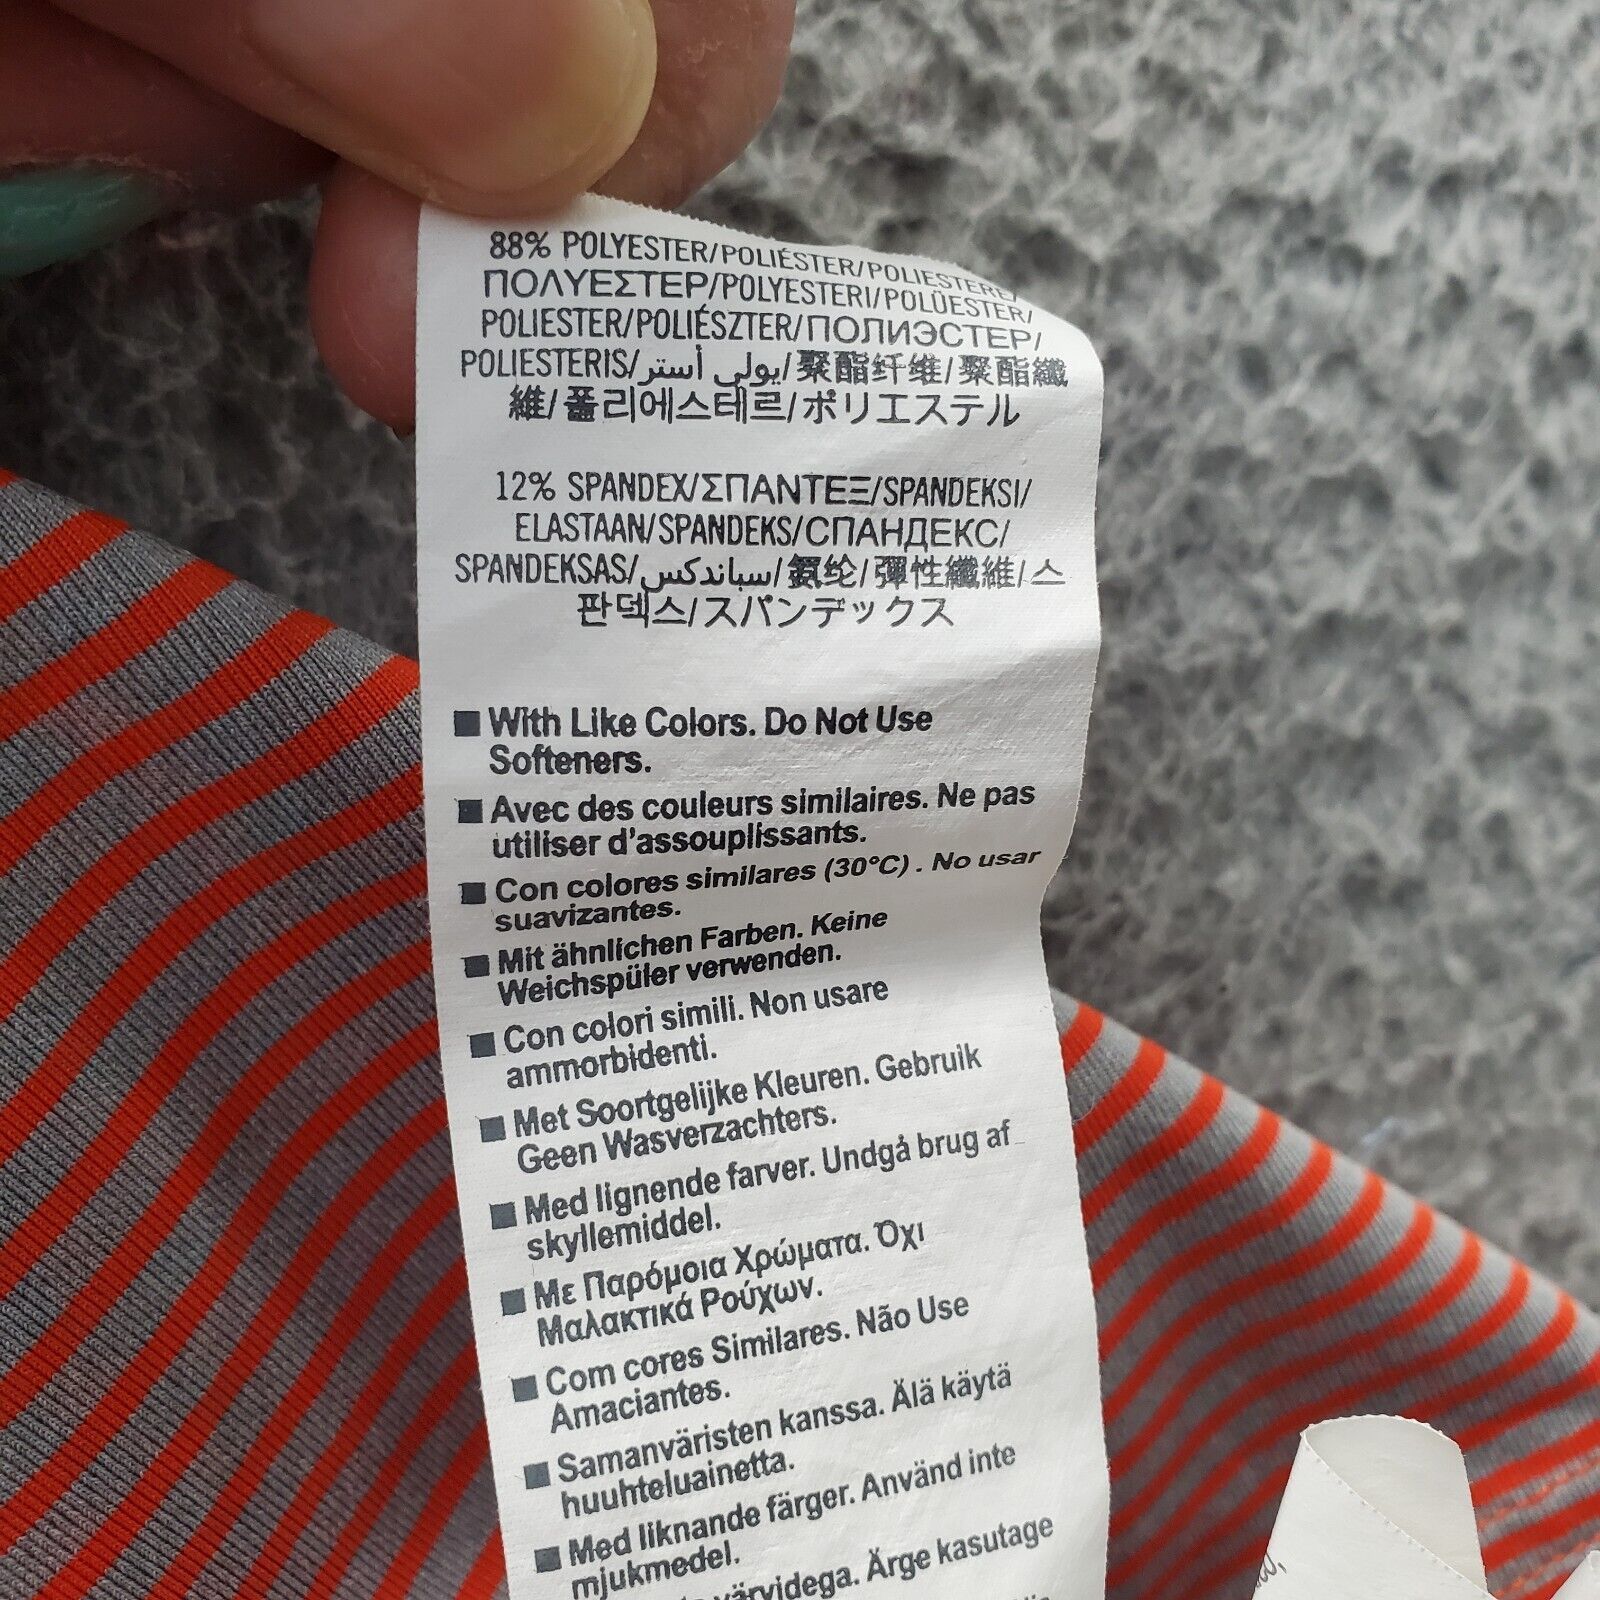 88% POLYESTER/POLIÉSTER/POLIESTERE/
ΠΟΛΥΕΣΤΕΡ/POLYESTERI/POLÜESTER/
POLIESTER/POLIÉSZTER/ПОЛИЭСТЕР/
POLIESTERIS/يولي أستر/聚酯纤维/聚酯纖
維/폴리에스테르/ポリエステル
12% SPANDEX/ΣΠΑΝΤΕΞ/SPANDEKSI/
ELASTAAN/SPANDEKS/СПАНДЕКС/
SPANDEKSAS/سباندكس/氨纶/彈性纖維/스
판덱스/スパンデックス
■ With Like Colors. Do Not Use
Softeners.
■ Avec des couleurs similaires. Ne pas
utiliser d'assouplissants.
■ Con colores similares (30°C) . No usar
suavizantes.
■ Mit ähnlichen Farben. Keine
Weichspüler verwenden.
■ Con colori simili. Non usare
ammorbidenti.
■ Met Soortgelijke Kleuren. Gebruik
Geen Wasverzachters.
■ Med lignende farver. Undgå brug af
skyllemiddel.
■ Με Παρόμοια Χρώματα. Όχι
Μαλακτικά Ρούχων.
■ Com cores Similares. Não Use
Amaciantes.
■ Samanväristen kanssa. Älä käytä
huuhteluainetta.
■ Med liknande färger. Använd inte
mjukmedel.
värvidega. Ärge kasutage